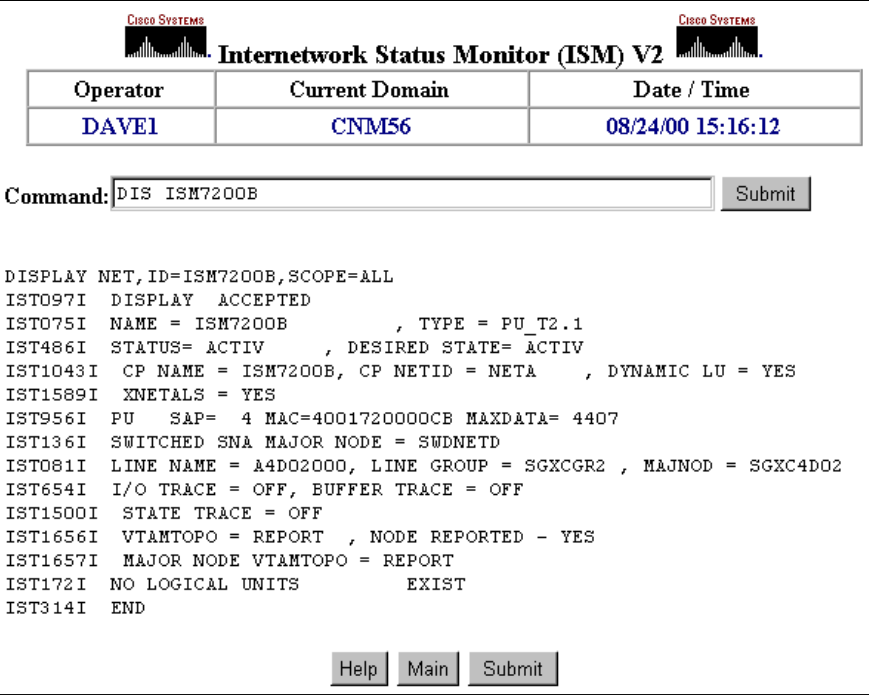 CISCO SYSTEMS CISCO SYSTEMS
Internetwork Status Monitor (ISM) V2
Operator Current Domain Date / Time
DAVE1 CNM56 08/24/00 15:16:12
Command: DIS ISM7200B Submit
DISPLAY NET,ID=ISM7200B,SCOPE=ALL
IST097I  DISPLAY  ACCEPTED
IST075I  NAME = ISM7200B          , TYPE = PU_T2.1
IST486I  STATUS= ACTIV     , DESIRED STATE= ACTIV
IST1043I  CP NAME = ISM7200B, CP NETID = NETA    , DYNAMIC LU = YES
IST1589I  XNETALS = YES
IST956I  PU   SAP=  4 MAC=4001720000CB MAXDATA= 4407
IST136I  SWITCHED SNA MAJOR NODE = SWDNETD
IST081I  LINE NAME = A4D02000, LINE GROUP = SGXCGR2 , MAJNOD = SGXC4D02
IST654I  I/O TRACE = OFF, BUFFER TRACE = OFF
IST1500I  STATE TRACE = OFF
IST1656I  VTAMTOPO = REPORT  , NODE REPORTED - YES
IST1657I  MAJOR NODE VTAMTOPO = REPORT
IST172I  NO LOGICAL UNITS         EXIST
IST314I  END
Help Main Submit